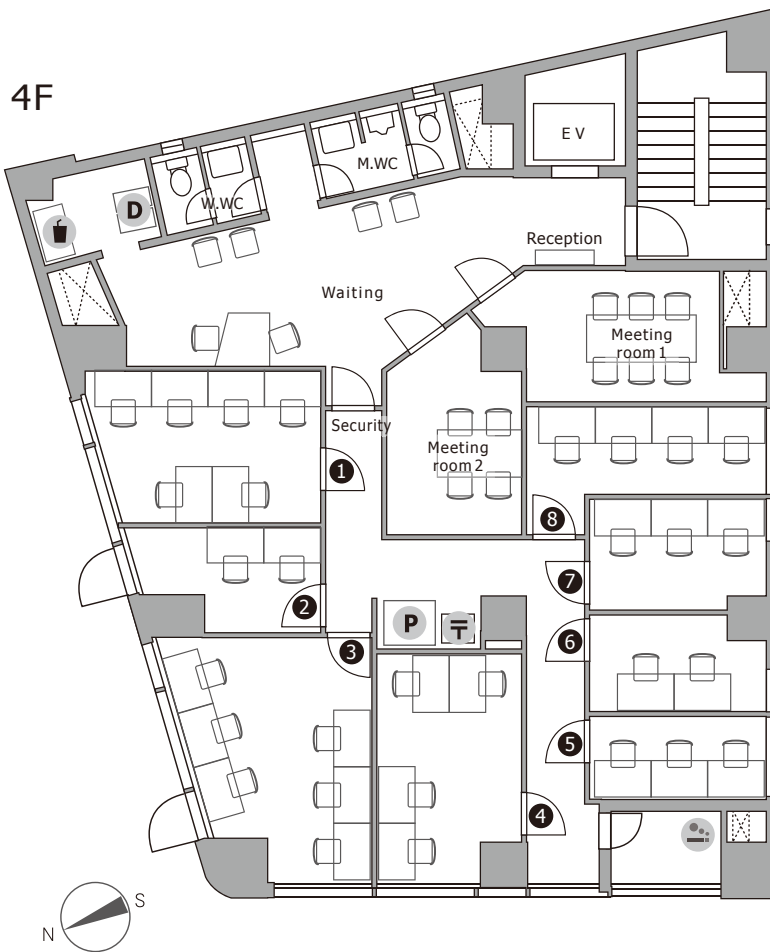 4F
EV
M.WC
W.WC
D
Reception
Waiting
Meeting
room 1
Security
Meeting
room 2
1
8
7
2
P
〒
6
3
5
4
S
N